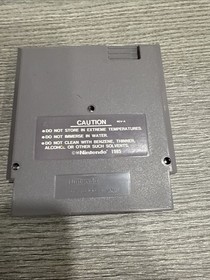 CAUTION
• DO NOT STORE IN EXTREME TEMPERATURES.
• DO NOT IMMERSE IN WATER.
• DO NOT CLEAN WITH BENZENE, THINNER,
ALCOHOL OR OTHER SUCH SOLVENTS.
©Nintendo 1985